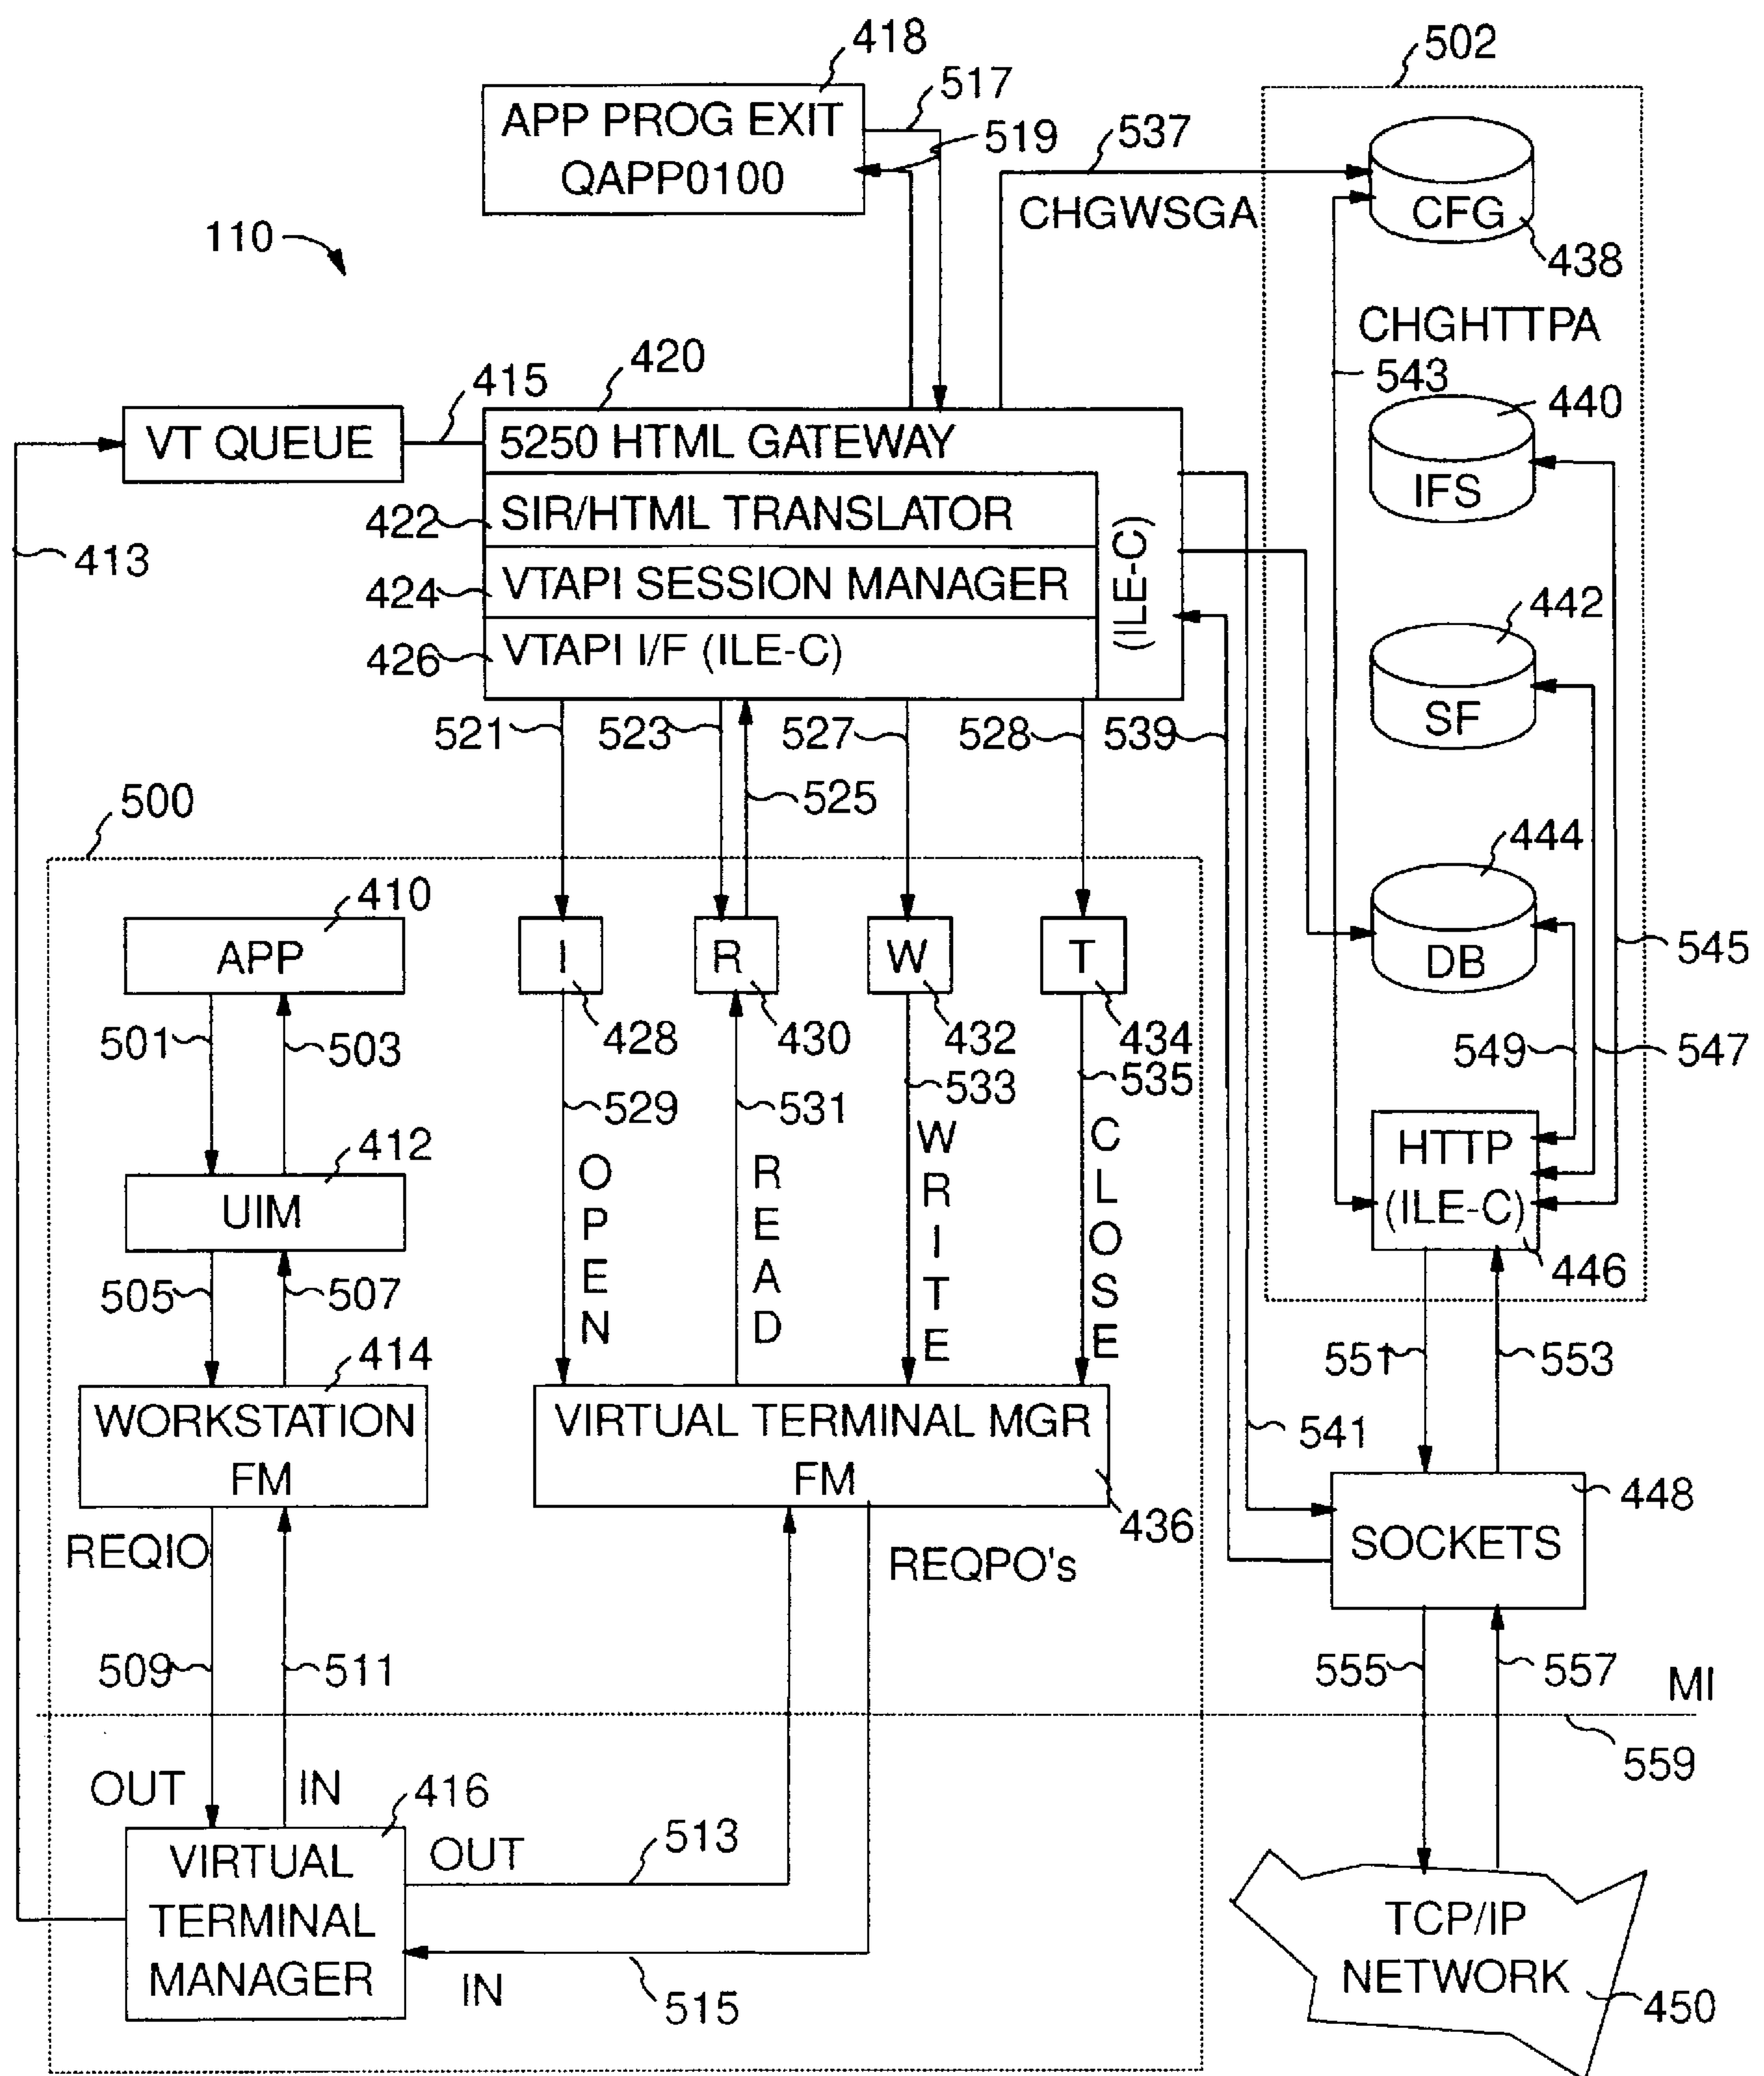 418
502
517
APP PROG EXIT
QAPP0100
519
537
CHGWSGA
CFG
438
110
CHGHTTPA
543
420
415
VT QUEUE
5250 HTML GATEWAY
440
IFS
413
422
SIR/HTML TRANSLATOR
(ILE-C)
424
VTAPI SESSION MANAGER
426
VTAPI I/F (ILE-C)
442
SF
521
523
527
528
539
525
500
444
DB
410
APP
I
R
W
T
545
501
503
428
430
432
434
549
547
529
531
533
535
OPEN
READ
WRITE
CLOSE
412
UIM
HTTP
(ILE-C)
446
505
507
414
551
553
WORKSTATION
FM
VIRTUAL TERMINAL MGR
FM
541
436
448
SOCKETS
REQIO
REQPO's
509
511
555
557
MI
559
OUT
IN
416
VIRTUAL
TERMINAL
MANAGER
OUT
513
IN
515
TCP/IP
NETWORK
450